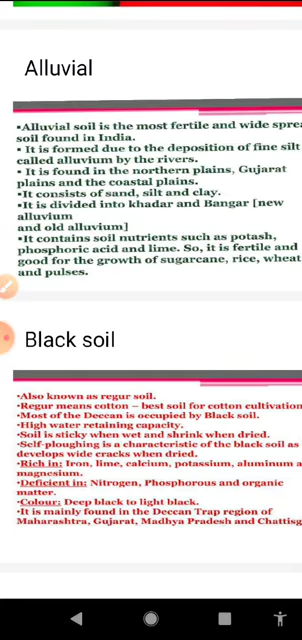 Alluvial
▪Alluvial soil is the most fertile and wide spre
soil found in India.
▪ It is formed due to the deposition of fine silt
called alluvium by the rivers.
▪ It is found in the northern plains, Gujarat
plains and the coastal plains.
▪It consists of sand, silt and clay.
▪It is divided into khadar and Bangar [new
alluvium
and old alluvium]
▪It contains soil nutrients such as potash,
phosphoric acid and lime. So, it is fertile and
good for the growth of sugarcane, rice, wheat
and pulses.
Black soil
•Also known as regur soil.
•Regur means cotton – best soil for cotton cultivation
•Most of the Deccan is occupied by Black soil.
•High water retaining capacity.
•Soil is sticky when wet and shrink when dried.
•Self-ploughing is a characteristic of the black soil as
develops wide cracks when dried.
•Rich in: Iron, lime, calcium, potassium, aluminum a
magnesium.
•Deficient in: Nitrogen, Phosphorous and organic
matter.
•Colour: Deep black to light black.
•It is mainly found in the Deccan Trap region of
Maharashtra, Gujarat, Madhya Pradesh and Chattisg